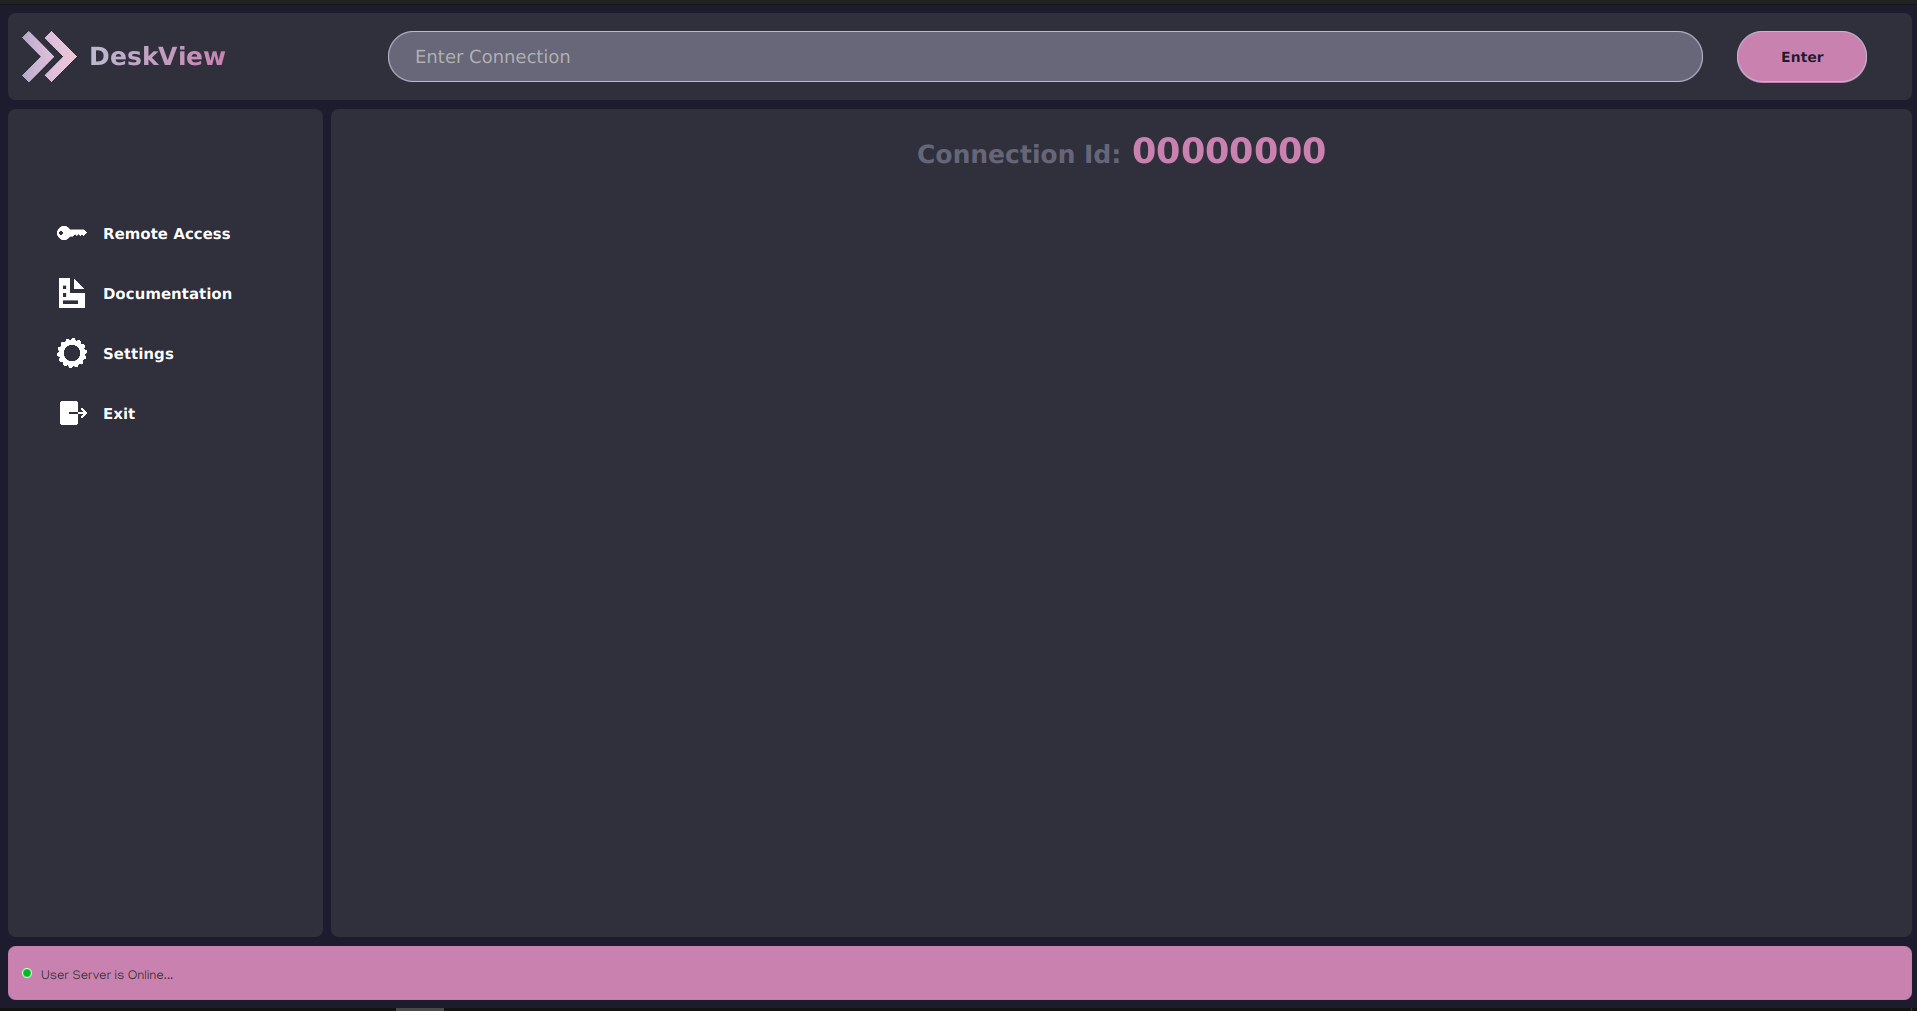 DeskView
Enter Connection
Enter
Connection Id: 00000000
Remote Access
Documentation
Settings
Exit
User Server is Online...